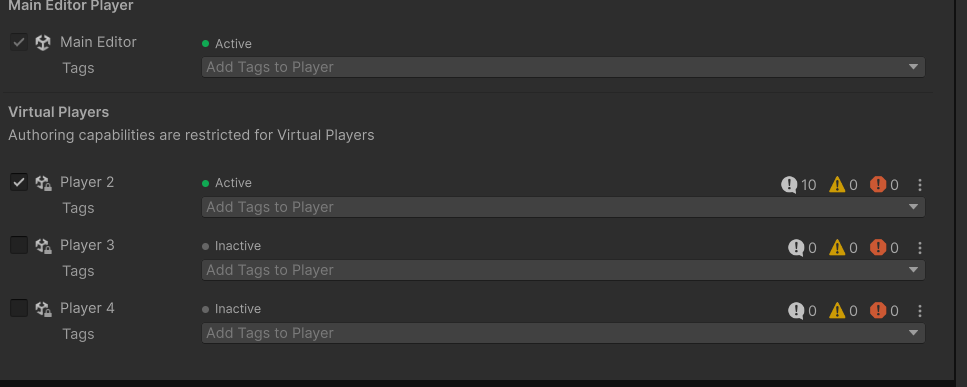 Main Editor Player
Main Editor Active
Tags Add Tags to Player
Virtual Players
Authoring capabilities are restricted for Virtual Players
Player 2 Active 10 0 0
Tags Add Tags to Player
Player 3 Inactive 0 0 0
Tags Add Tags to Player
Player 4 Inactive 0 0 0
Tags Add Tags to Player